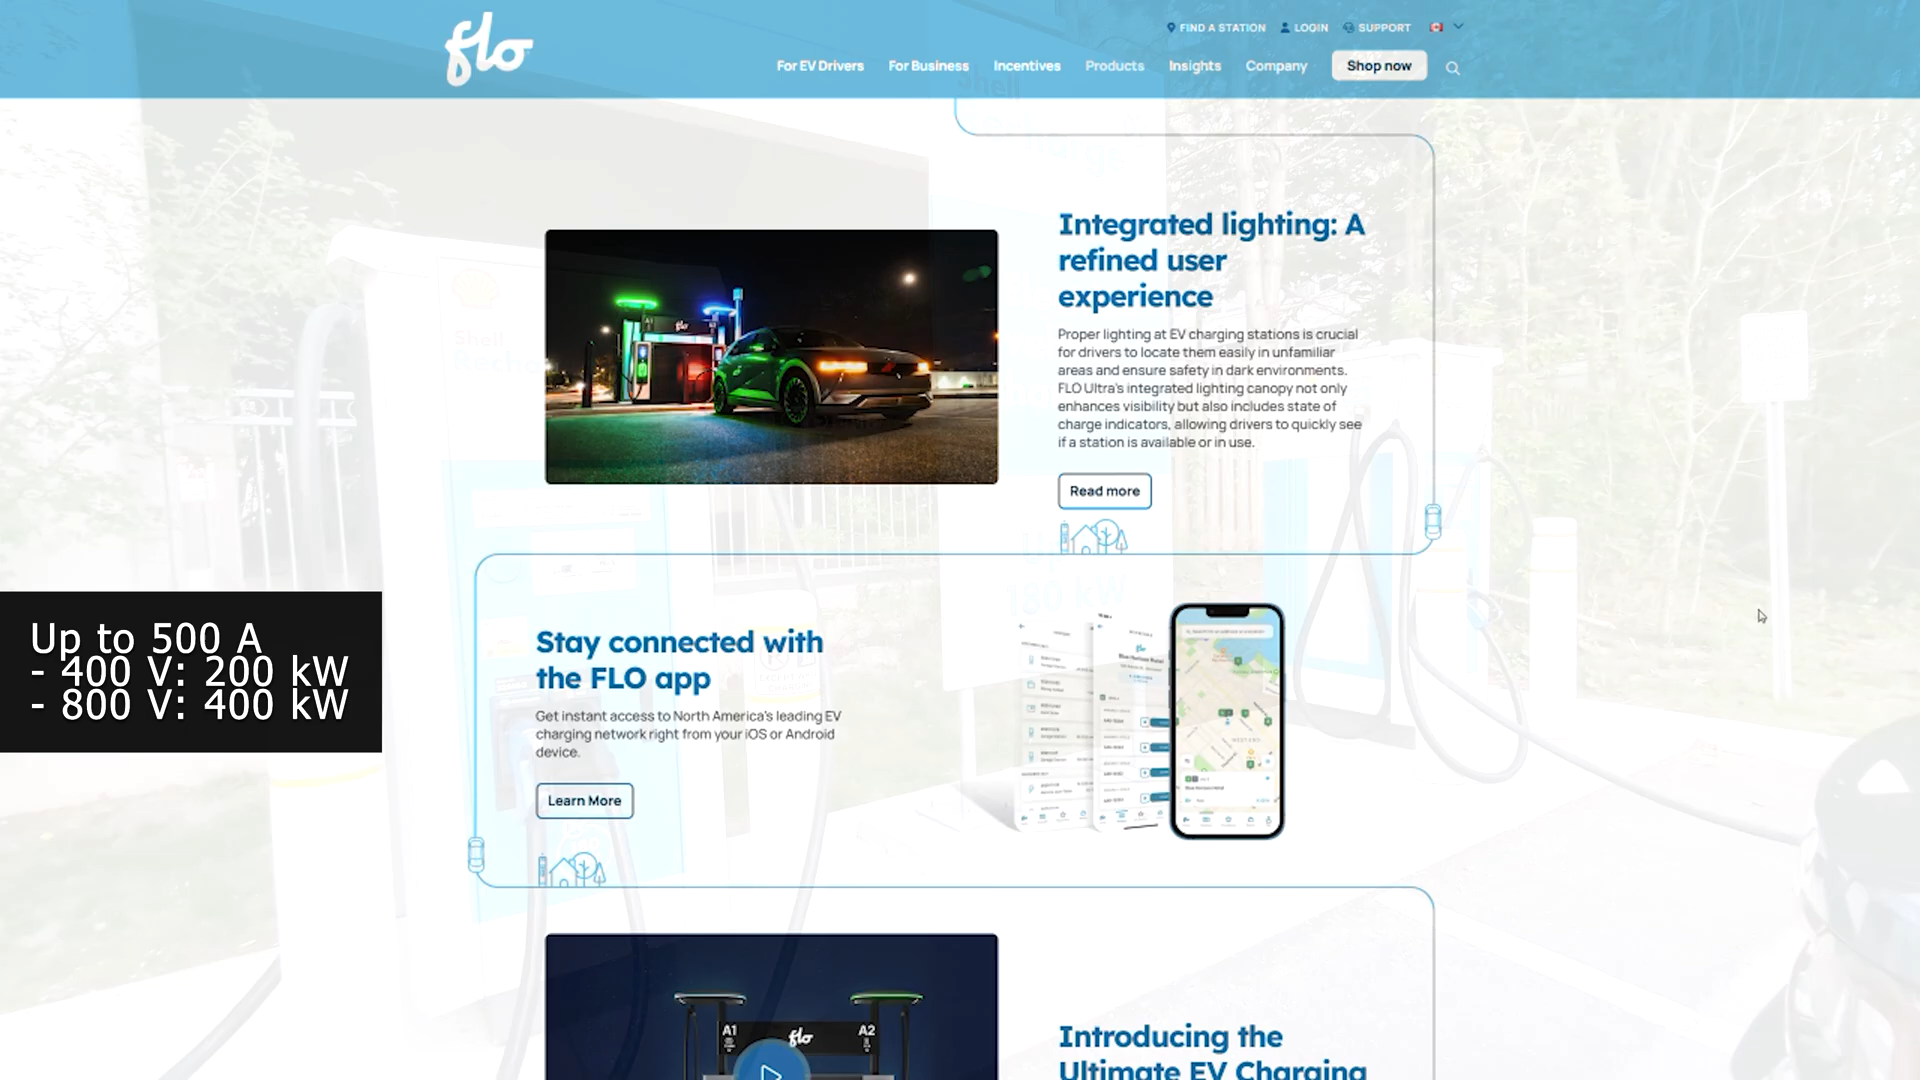 flo
FIND A STATION LOGIN SUPPORT
For EV Drivers For Business Incentives Products Insights Company Shop now
Integrated lighting: A
refined user
experience
Proper lighting at EV charging stations is crucial
for drivers to locate them easily in unfamiliar
areas and ensure safety in dark environments.
FLO Ultra's integrated lighting canopy not only
enhances visibility but also includes state of
charge indicators, allowing drivers to quickly see
if a station is available or in use.
Read more
Shell
180 kW
Up to 500 A
- 400 V: 200 kW
- 800 V: 400 kW
Stay connected with
the FLO app
Get instant access to North America's leading EV
charging network right from your iOS or Android
device.
Learn More
A1 flo A2
Introducing the
Ultimate EV Charging